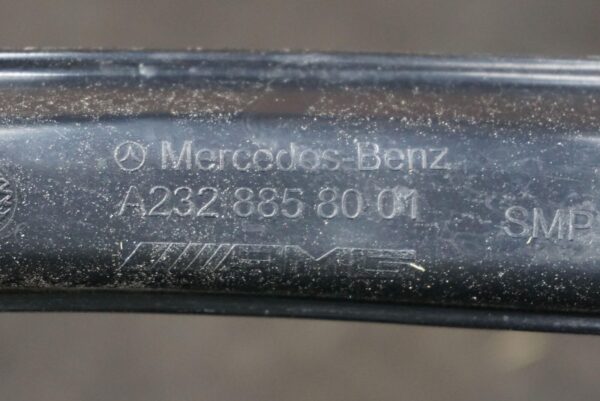 Mercedes-Benz
A232 885 80 01
SMP
AMG